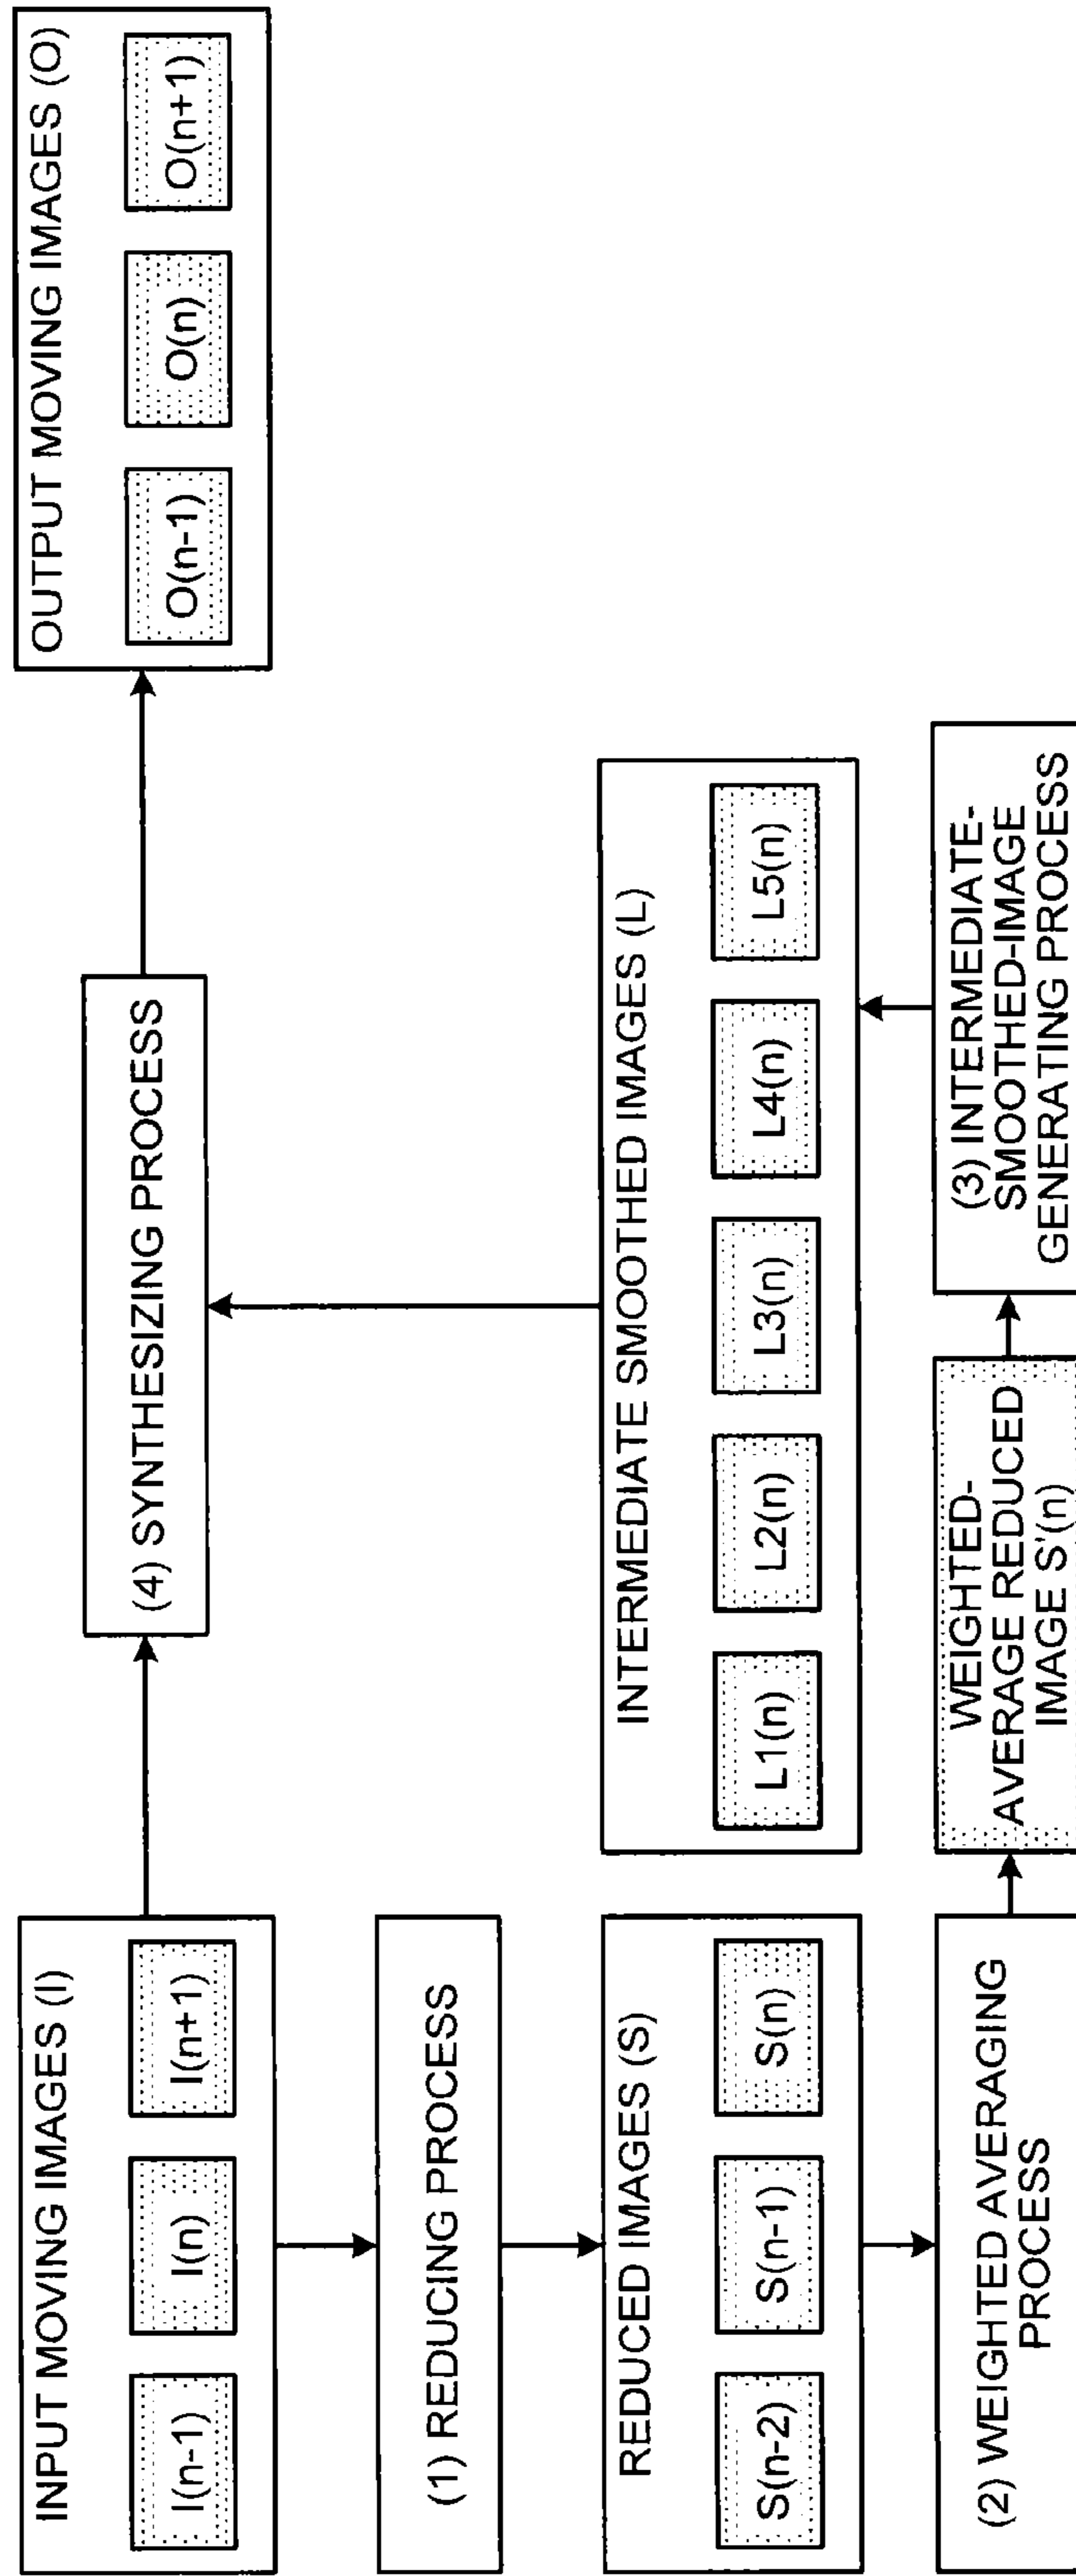 INPUT MOVING IMAGES (I)
I(n-1)
I(n)
I(n+1)
(1) REDUCING PROCESS
REDUCED IMAGES (S)
S(n-2)
S(n-1)
S(n)
(2) WEIGHTED AVERAGING
PROCESS
WEIGHTED-
AVERAGE REDUCED
IMAGE S'(n)
(3) INTERMEDIATE-
SMOOTHED-IMAGE
GENERATING PROCESS
INTERMEDIATE SMOOTHED IMAGES (L)
L1(n)
L2(n)
L3(n)
L4(n)
L5(n)
(4) SYNTHESIZING PROCESS
OUTPUT MOVING IMAGES (O)
O(n-1)
O(n)
O(n+1)